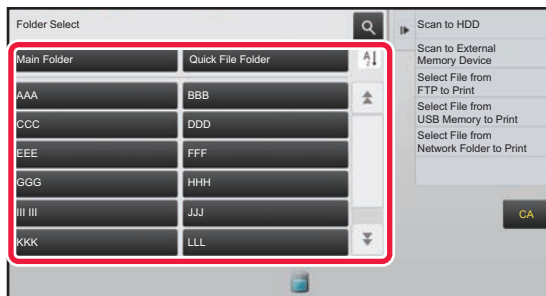 Folder Select
Main Folder
Quick File Folder
AAA
BBB
CCC
DDD
EEE
FFF
GGG
HHH
III III
JJJ
KKK
LLL
Scan to HDD
Scan to External
Memory Device
Select File from
FTP to Print
Select File from
USB Memory to Print
Select File from
Network Folder to Print
CA